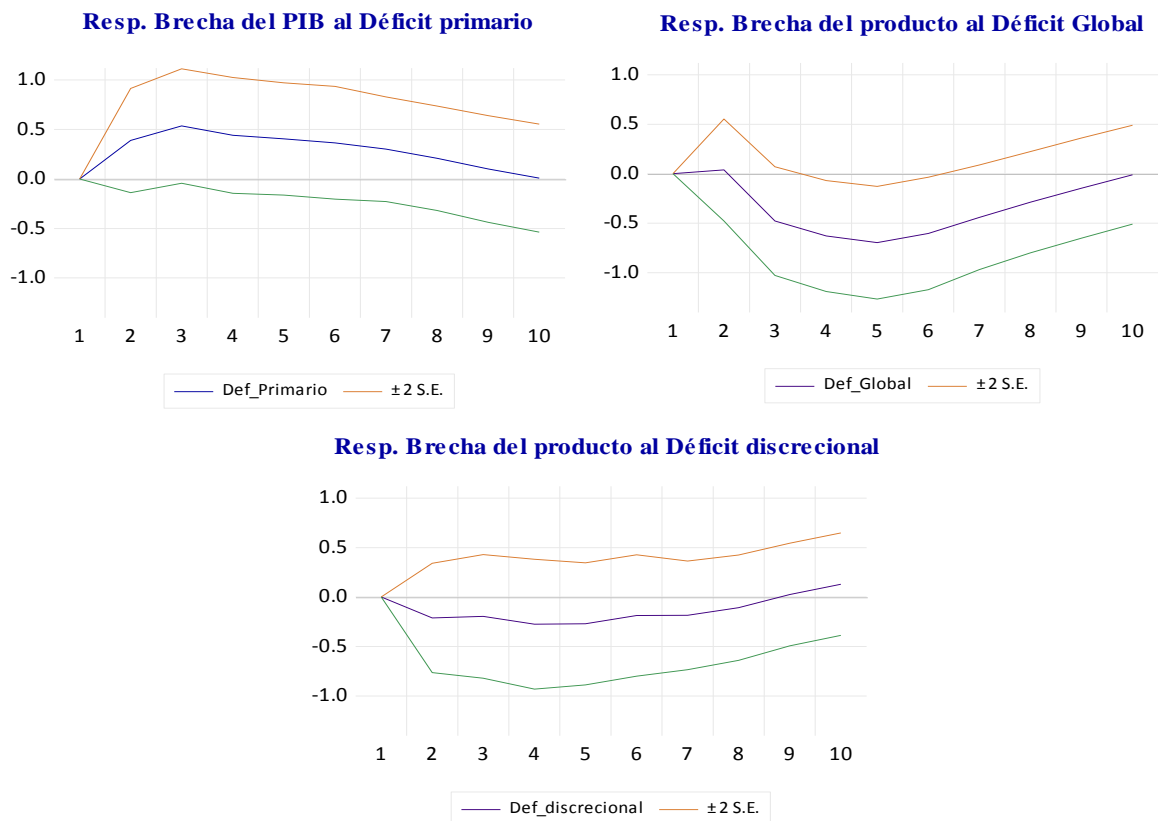 Resp. Brecha del PIB al Déficit primario
1.0
0.5
0.0
-0.5
-1.0
1 2 3 4 5 6 7 8 9 10
Def_Primario ±2 S.E.
Resp. Brecha del producto al Déficit Global
1.0
0.5
0.0
-0.5
-1.0
1 2 3 4 5 6 7 8 9 10
Def_Global ±2 S.E.
Resp. Brecha del producto al Déficit discrecional
1.0
0.5
0.0
-0.5
-1.0
1 2 3 4 5 6 7 8 9 10
Def_discrecional ±2 S.E.